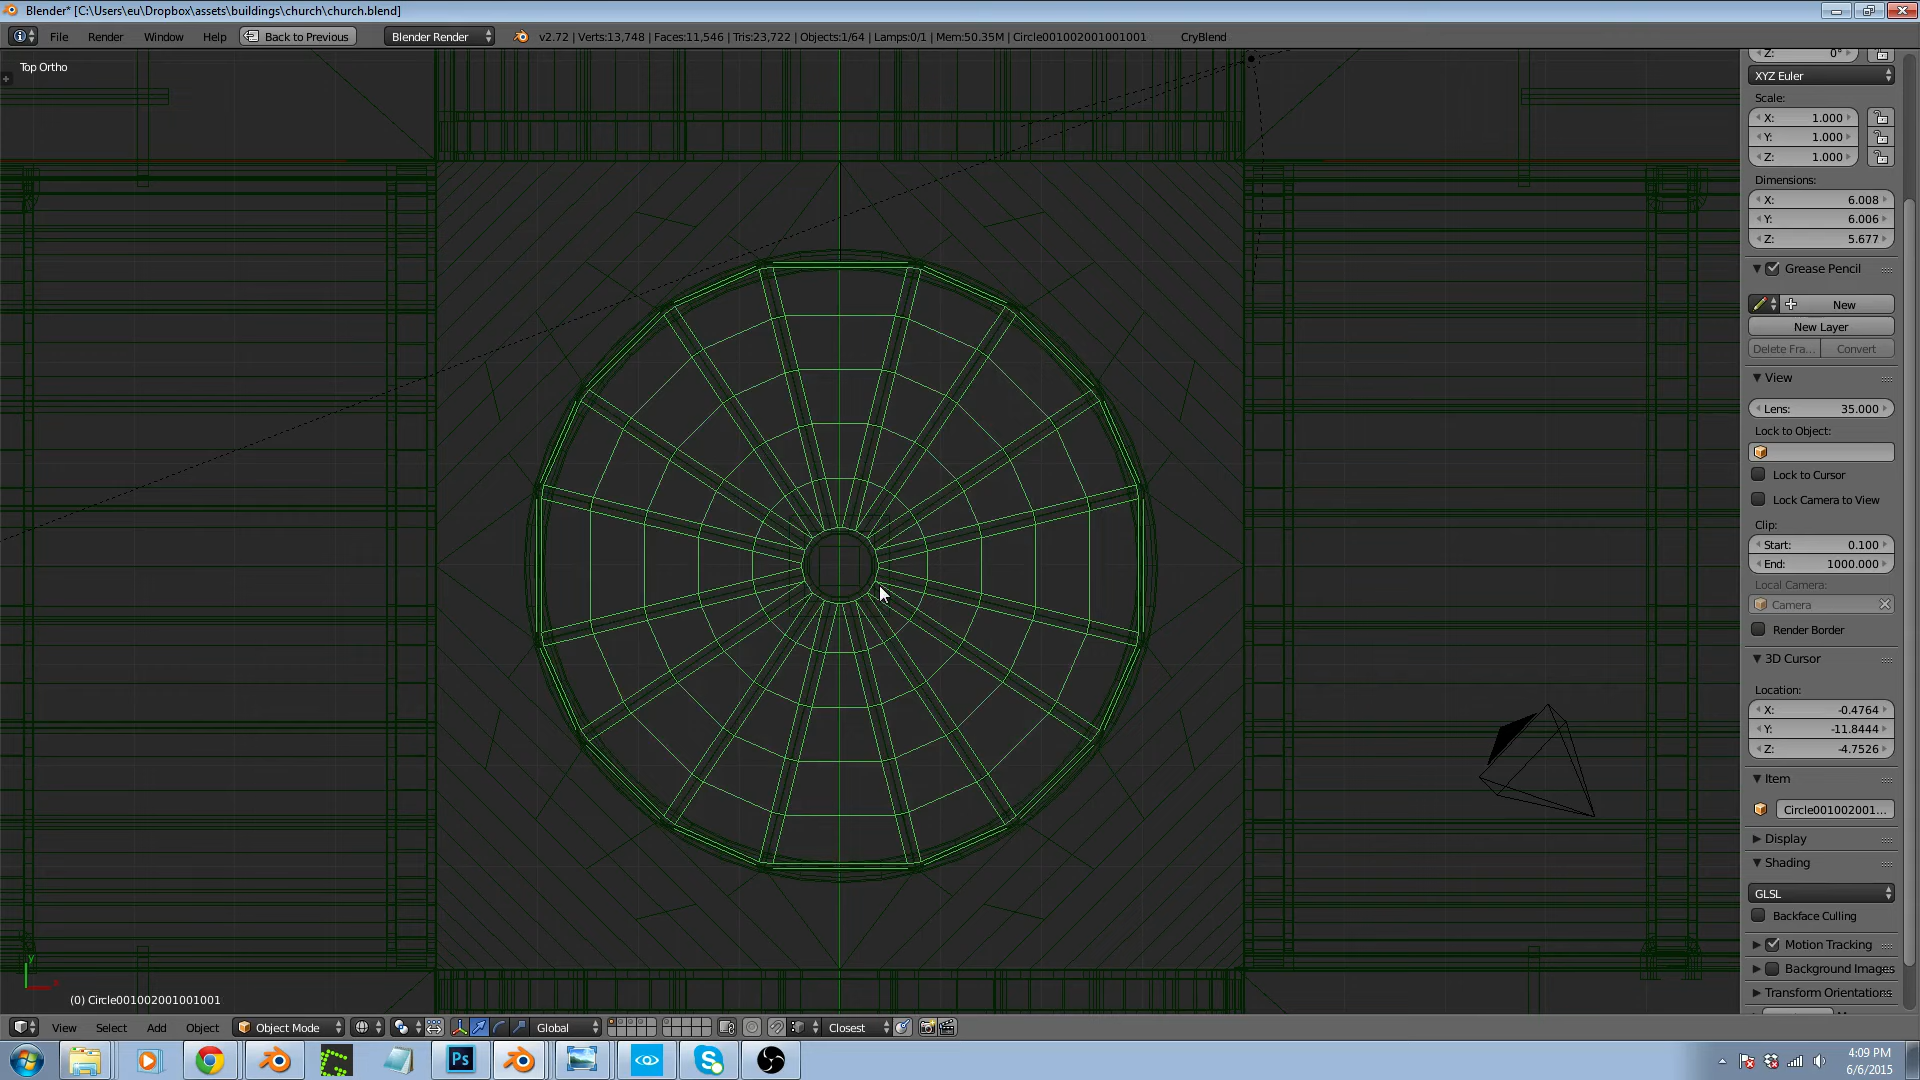 Blender* [C:\Users\eu\Dropbox\assets\buildings\church\church.blend]
File Render Window Help Back to Previous Blender Render v2.72 | Verts:13,748 | Faces:11,546 | Tris:23,722 | Objects:1/64 | Lamps:0/1 | Mem:50.35M | Circle001002001001001 CryBlend
Top Ortho
Z: 0°
XYZ Euler
Scale:
X: 1.000
Y: 1.000
Z: 1.000
Dimensions:
X: 6.008
Y: 6.006
Z: 5.677
Grease Pencil
New
New Layer
Delete Fra... Convert
View
Lens: 35.000
Lock to Object:
Lock to Cursor
Lock Camera to View
Clip:
Start: 0.100
End: 1000.000
Local Camera:
Camera
Render Border
3D Cursor
Location:
X: -0.4764
Y: -11.8444
Z: -4.7526
Item
Circle001002001...
Display
Shading
GLSL
Backface Culling
Motion Tracking
Background Images
Transform Orientations
y
(0) Circle001002001001001
View Select Add Object Object Mode Global Closest
Ps
4:09 PM
6/6/2015